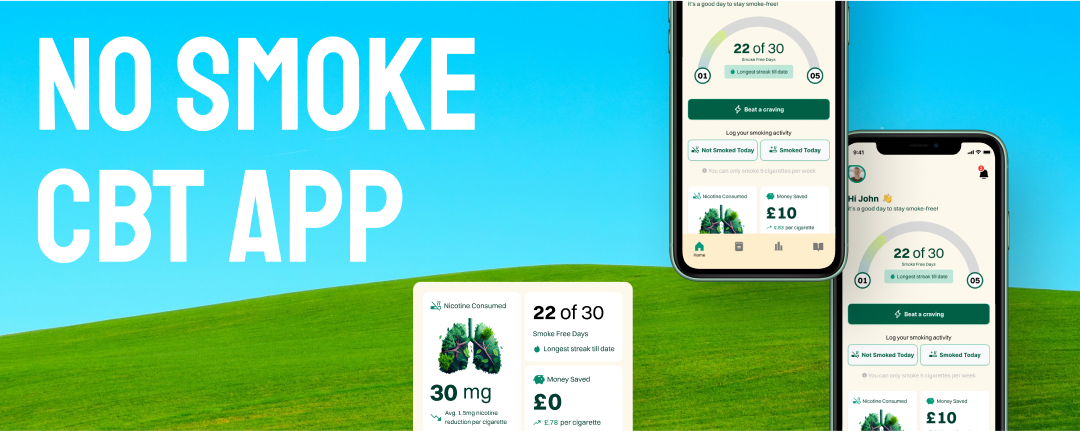 NO SMOKE
CBT APP
Nicotine Consumed
30 mg
Avg. 1.5mg nicotine
reduction per cigarette
22 of 30
Smoke Free Days
Longest streak till date
Money Saved
£0
£.78 per cigarette
It's a good day to stay smoke-free!
22 of 30
Smoke Free Days
Longest streak till date
01
05
Beat a craving
Log your smoking activity
Not Smoked Today
Smoked Today
You can only smoke 5 cigarettes per week
Nicotine Consumed
Money Saved
£10
per cigarette
Home
9:41
Hi John 👋
It's a good day to stay smoke-free!
22 of 30
Smoke Free Days
Longest streak till date
01
05
Beat a craving
Log your smoking activity
Not Smoked Today
Smoked Today
You can only smoke 5 cigarettes per week
Nicotine Consumed
Money Saved
£10
per cigarette